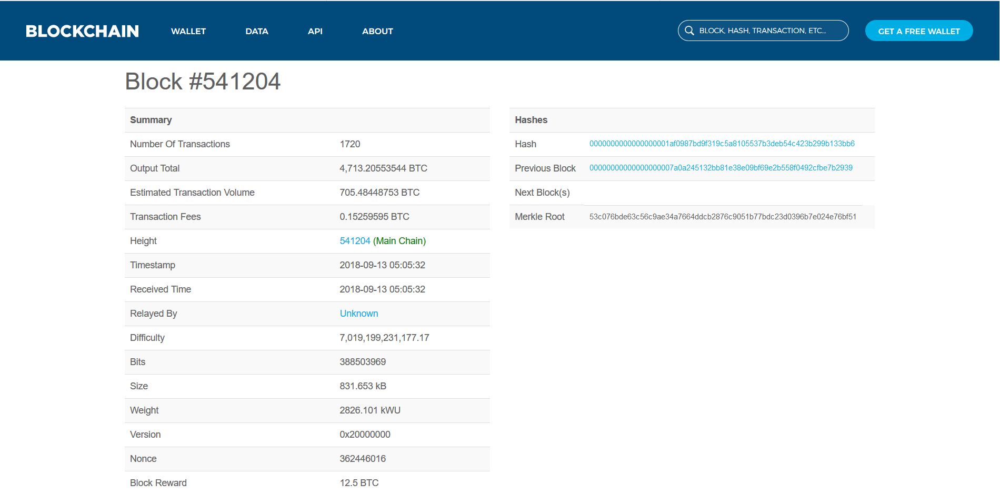 BLOCKCHAIN WALLET DATA API ABOUT BLOCK, HASH, TRANSACTION, ETC... GET A FREE WALLET
Block #541204
Summary
Number Of Transactions 1720
Output Total 4,713.20553544 BTC
Estimated Transaction Volume 705.48448753 BTC
Transaction Fees 0.15259595 BTC
Height 541204 (Main Chain)
Timestamp 2018-09-13 05:05:32
Received Time 2018-09-13 05:05:32
Relayed By Unknown
Difficulty 7,019,199,231,177.17
Bits 388503969
Size 831.653 kB
Weight 2826.101 kWU
Version 0x20000000
Nonce 362446016
Block Reward 12.5 BTC
Hashes
Hash 0000000000000000001af0987bd9f319c5a8105537b3deb54c423b299b133bb6
Previous Block 00000000000000000007a0a245132bb81e38e09bf69e2b558f0492cfbe7b2939
Next Block(s)
Merkle Root 53c076bde63c56c9ae34a7664ddcb2876c9051b77bdc23d0396b7e024e76bf51